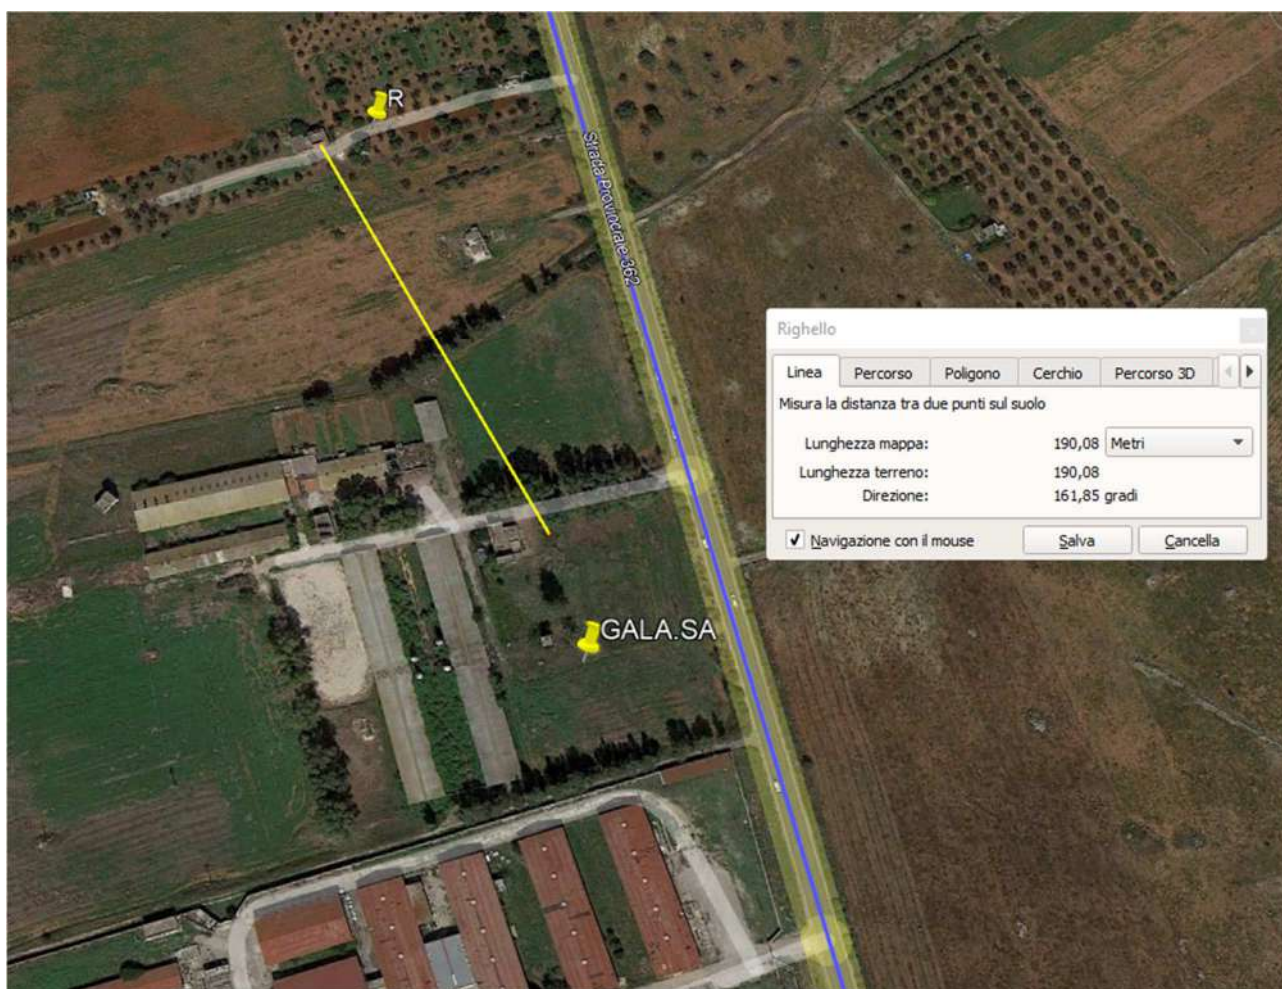 R
Strada Provinciale 362
Righello
Linea Percorso Poligono Cerchio Percorso 3D
Misura la distanza tra due punti sul suolo
Lunghezza mappa: 190,08 Metri
Lunghezza terreno: 190,08
Direzione: 161,85 gradi
Navigazione con il mouse Salva Cancella
GALA.SA